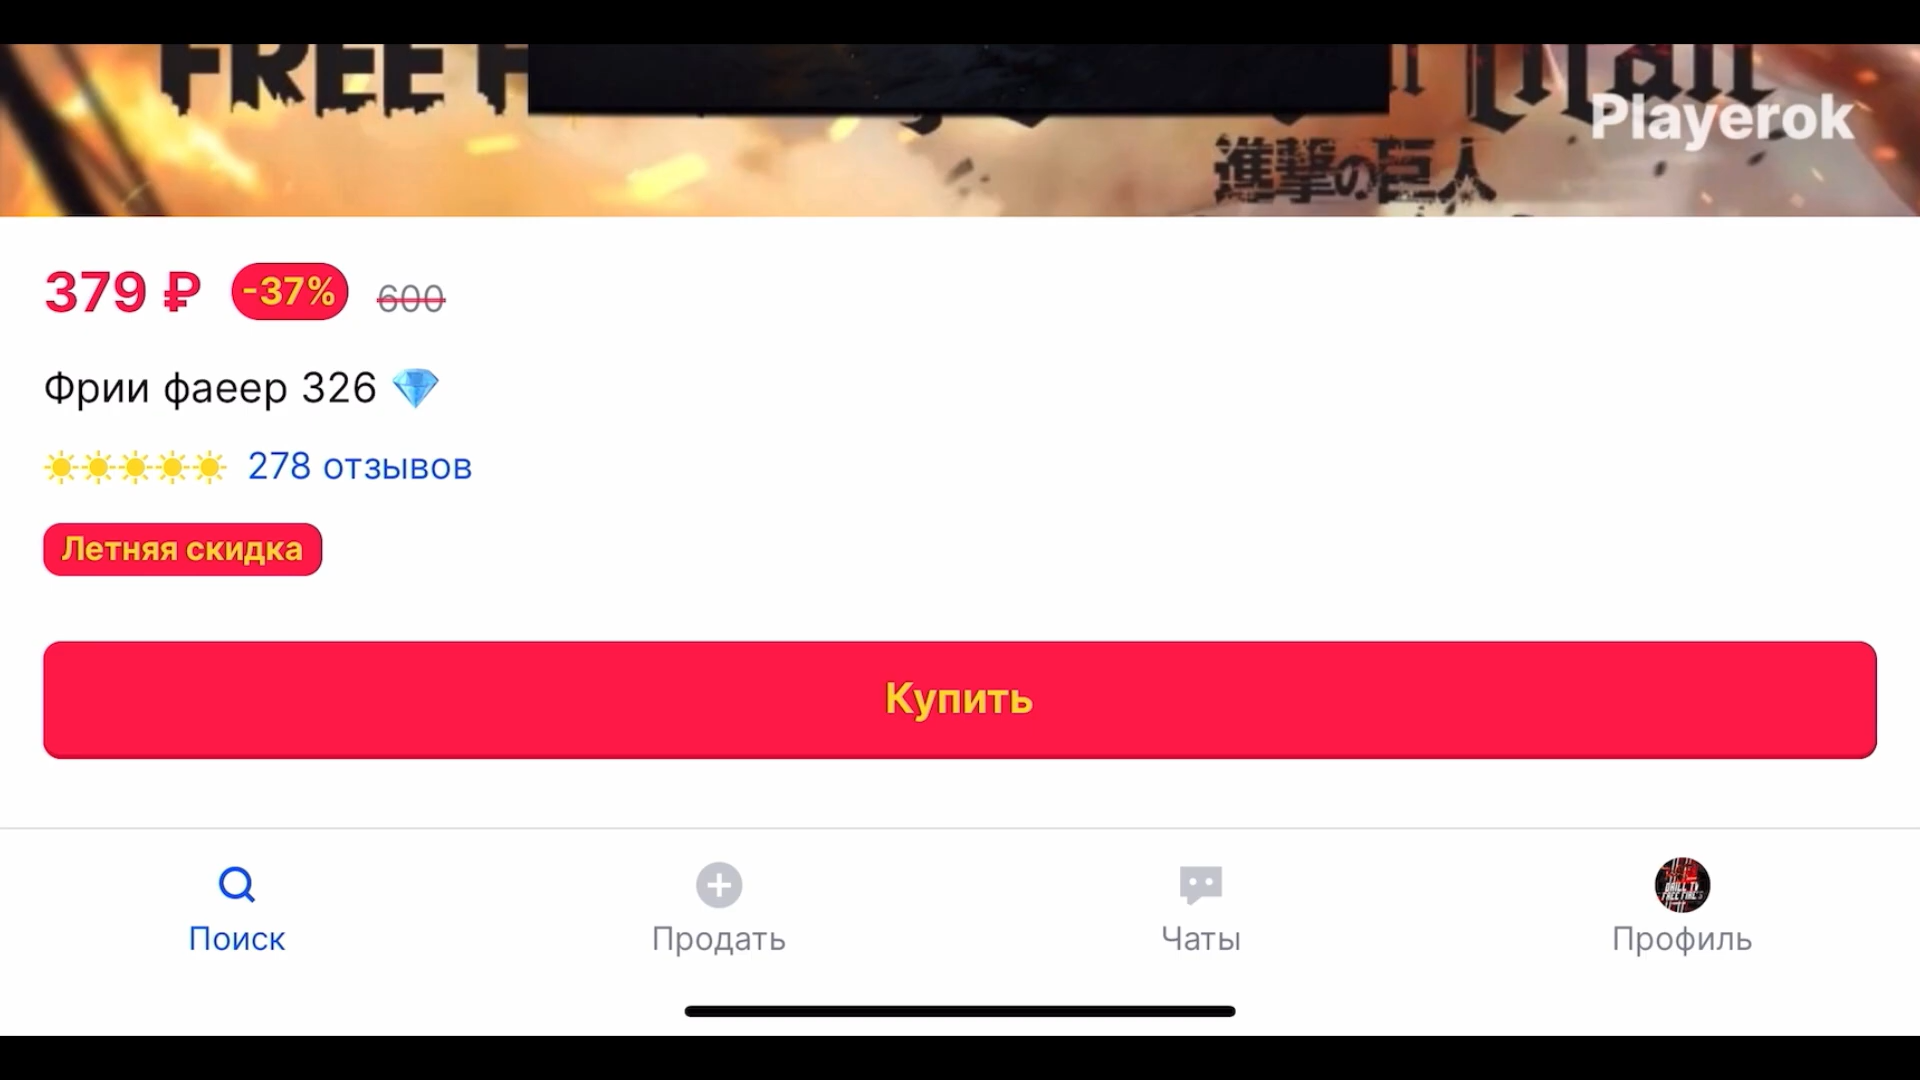 FREE F
Playerok
進撃の巨人
379 ₽ -37% 600
Фрии фаеер 326 💎
278 отзывов
Летняя скидка
Купить
Поиск Продать Чаты Профиль